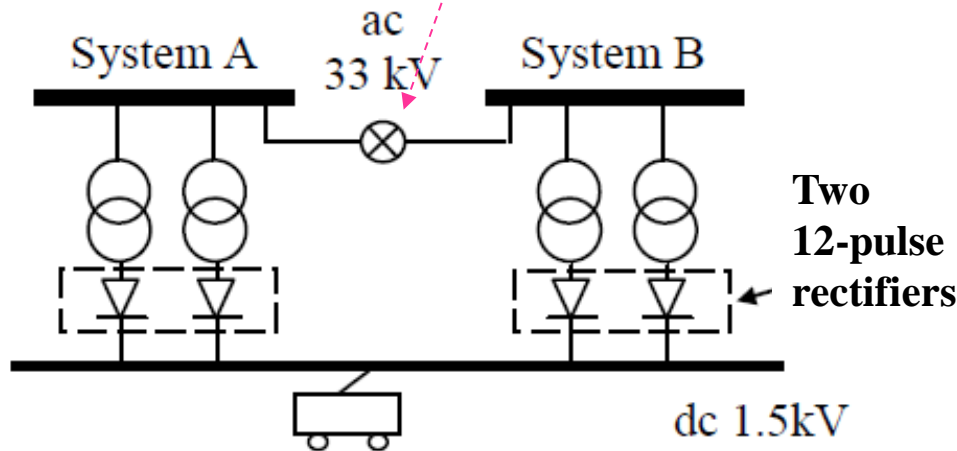 System A
ac
33 kV
System B
Two
12-pulse
rectifiers
dc 1.5kV